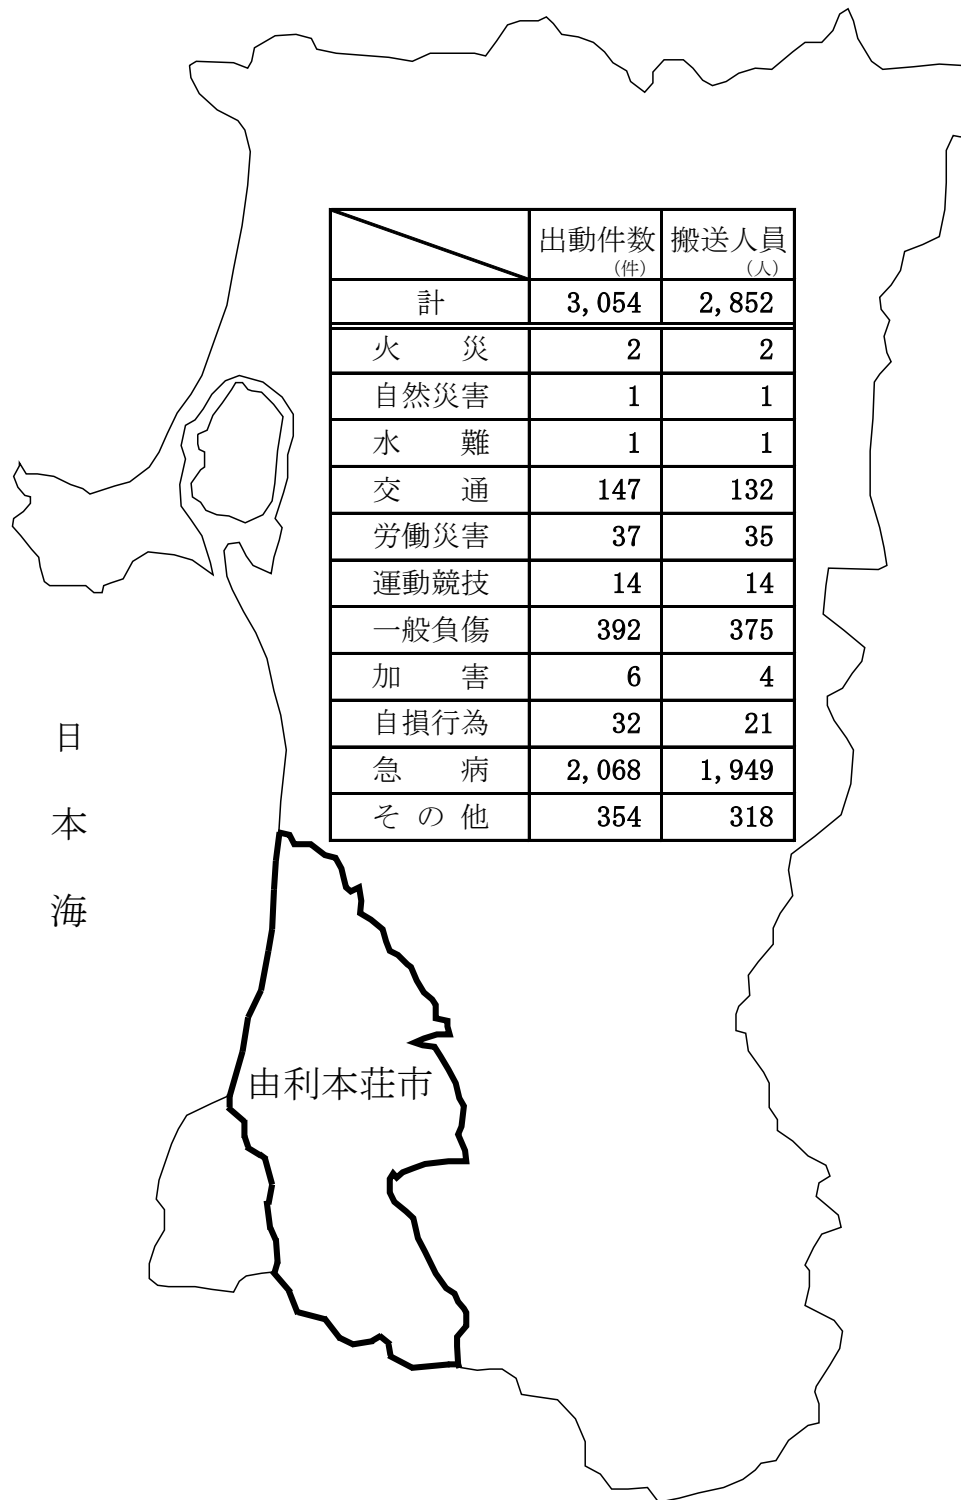 出動件数 搬送人員
(件) (人)
計 3,054 2,852
火災 2 2
自然災害 1 1
水難 1 1
交通 147 132
労働災害 37 35
運動競技 14 14
一般負傷 392 375
加害 6 4
自損行為 32 21
急病 2,068 1,949
その他 354 318
日本海
由利本荘市